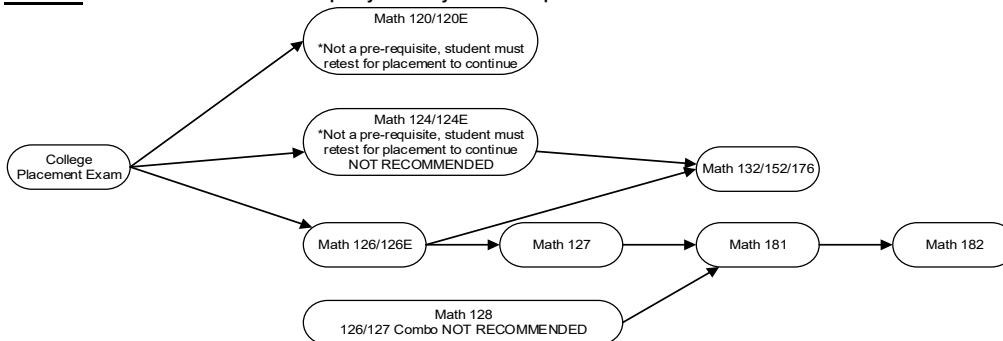 Math 120/120E
*Not a pre-requisite, student must
retest for placement to continue
Math 124/124E
*Not a pre-requisite, student must
retest for placement to continue
NOT RECOMMENDED
College
Placement Exam
Math 132/152/176
Math 126/126E
Math 127
Math 181
Math 182
Math 128
126/127 Combo NOT RECOMMENDED